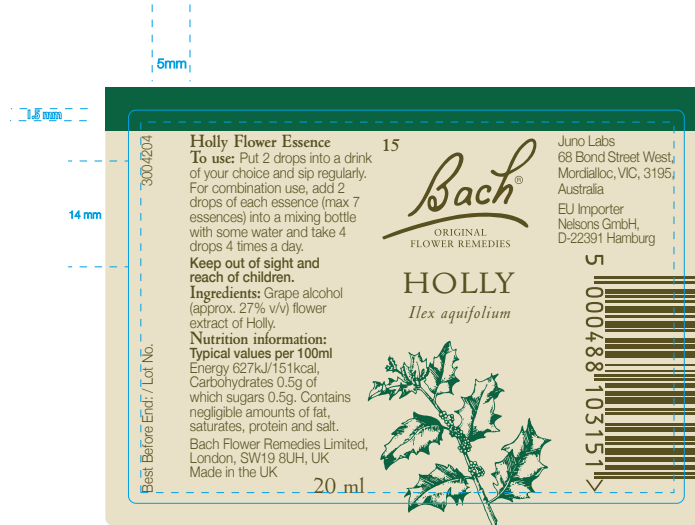 5mm
1.5 mm
14 mm
3004204
Best Before End: / Lot No.
Holly Flower Essence
To use: Put 2 drops into a drink
of your choice and sip regularly.
For combination use, add 2
drops of each essence (max 7
essences) into a mixing bottle
with some water and take 4
drops 4 times a day.
Keep out of sight and
reach of children.
Ingredients: Grape alcohol
(approx. 27% v/v) flower
extract of Holly.
Nutrition information:
Typical values per 100ml
Energy 627kJ/151kcal,
Carbohydrates 0.5g of
which sugars 0.5g. Contains
negligible amounts of fat,
saturates, protein and salt.
Bach Flower Remedies Limited,
London, SW19 8UH, UK
Made in the UK
20 ml
15
Bach®
ORIGINAL
FLOWER REMEDIES
HOLLY
Ilex aquifolium
Juno Labs
68 Bond Street West,
Mordialloc, VIC, 3195,
Australia
EU Importer
Nelsons GmbH,
D-22391 Hamburg
5 000488 103151 >